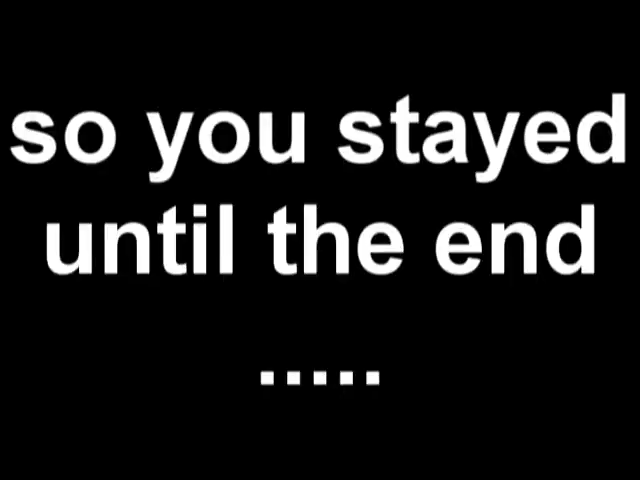 so you stayed
until the end
.....